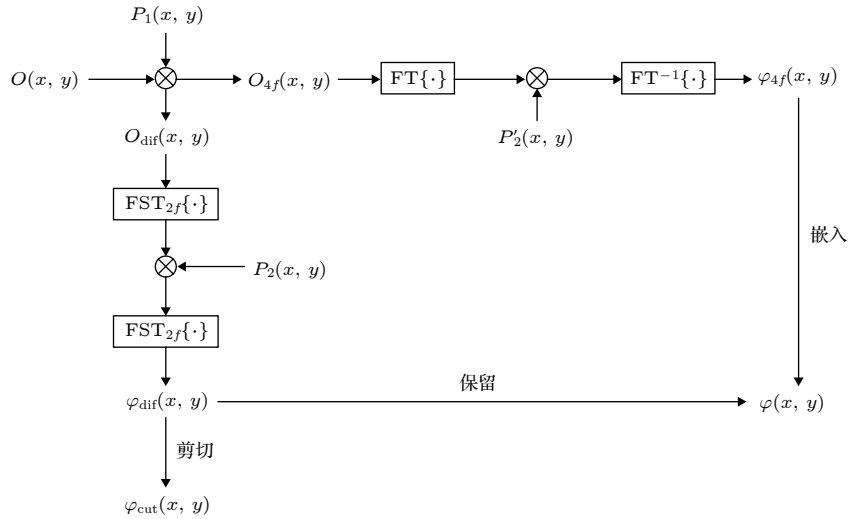 P₁(x, y)
O(x, y)
O₄f(x, y)
FT{·}
FT⁻¹{·}
φ₄f(x, y)
P′₂(x, y)
O_dif(x, y)
FST₂f{·}
嵌入
P₂(x, y)
FST₂f{·}
保留
φ_dif(x, y)
φ(x, y)
剪切
φ_cut(x, y)